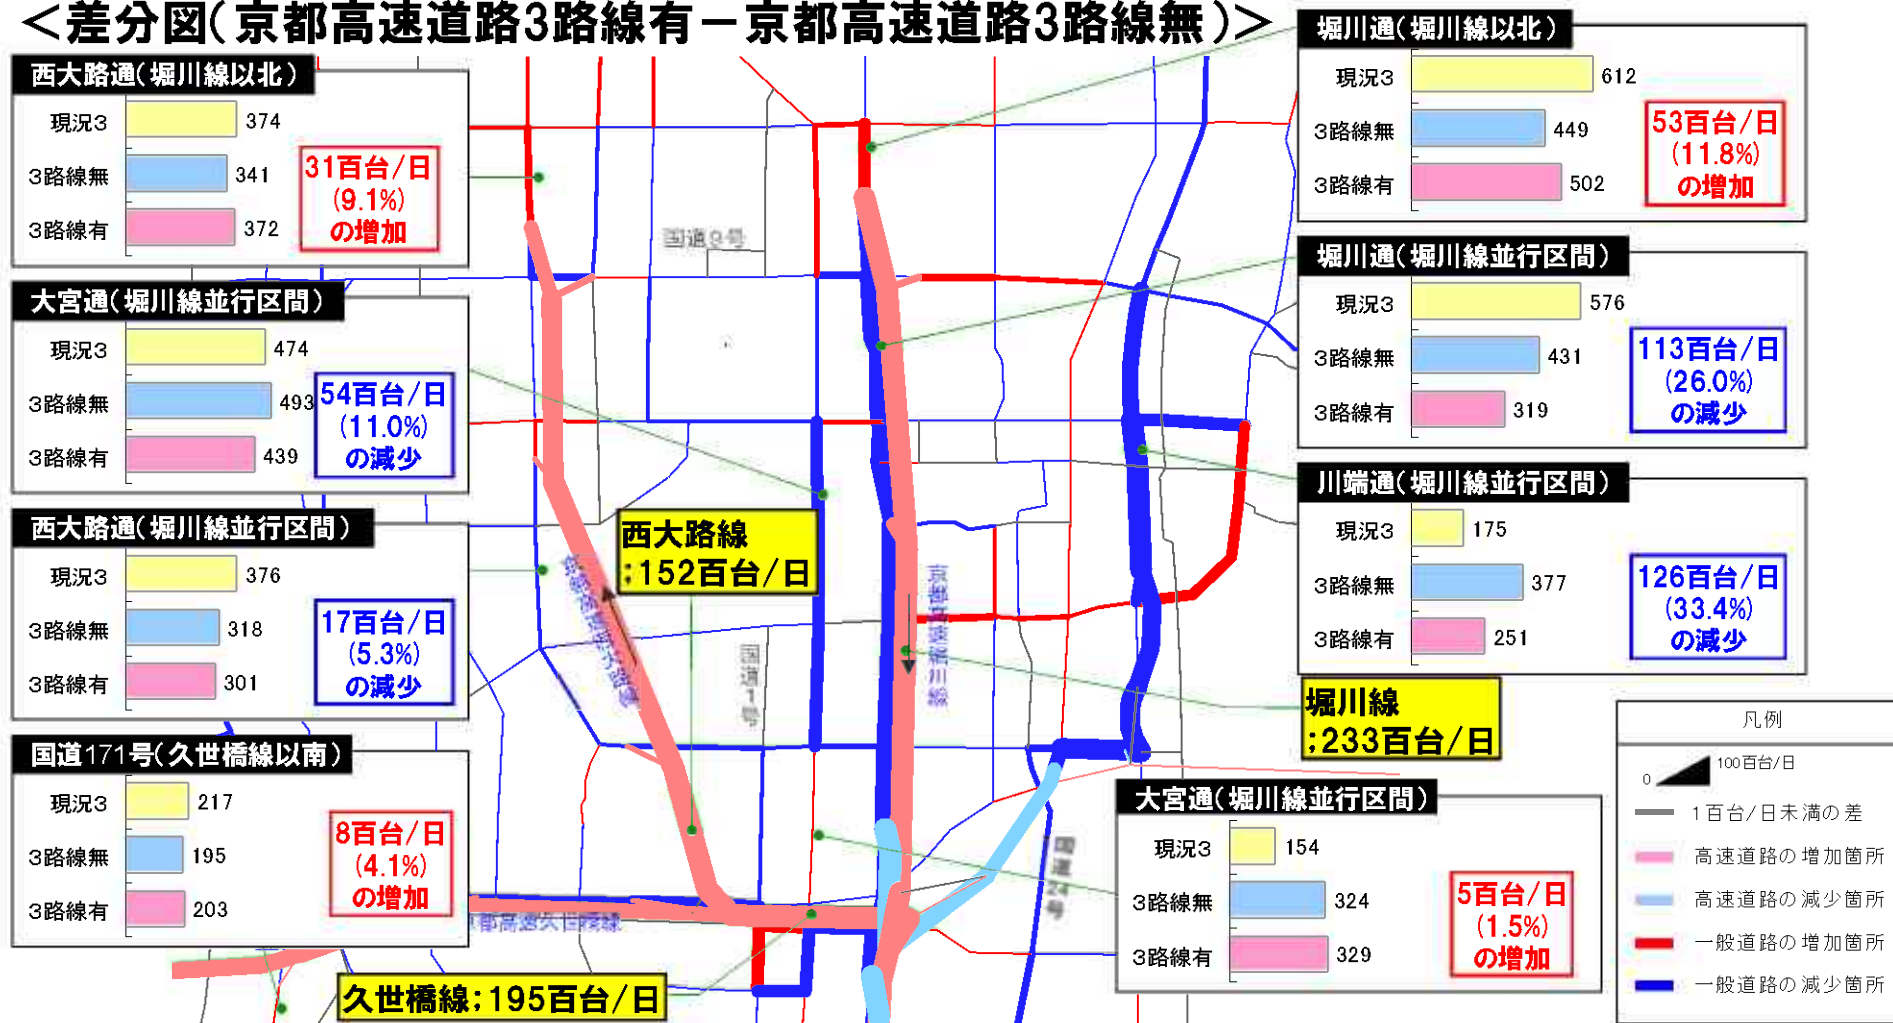 ＜差分図(京都高速道路3路線有－京都高速道路3路線無)＞
西大路通(堀川線以北)
現況3
374
3路線無
341
3路線有
372
31百台/日
(9.1%)
の増加
大宮通(堀川線並行区間)
現況3
474
3路線無
493
3路線有
439
54百台/日
(11.0%)
の減少
西大路通(堀川線並行区間)
現況3
376
3路線無
318
3路線有
301
17百台/日
(5.3%)
の減少
国道171号(久世橋線以南)
現況3
217
3路線無
195
3路線有
203
8百台/日
(4.1%)
の増加
国道9号
西大路線
;152百台/日
国道1号
京都高速久世橋線
久世橋線;195百台/日
堀川通(堀川線以北)
現況3
612
3路線無
449
3路線有
502
53百台/日
(11.8%)
の増加
堀川通(堀川線並行区間)
現況3
576
3路線無
431
3路線有
319
113百台/日
(26.0%)
の減少
川端通(堀川線並行区間)
現況3
175
3路線無
377
3路線有
251
126百台/日
(33.4%)
の減少
堀川線
;233百台/日
国道24号
大宮通(堀川線並行区間)
現況3
154
3路線無
324
3路線有
329
5百台/日
(1.5%)
の増加
凡例
0
100百台/日
1百台/日未満の差
高速道路の増加箇所
高速道路の減少箇所
一般道路の増加箇所
一般道路の減少箇所